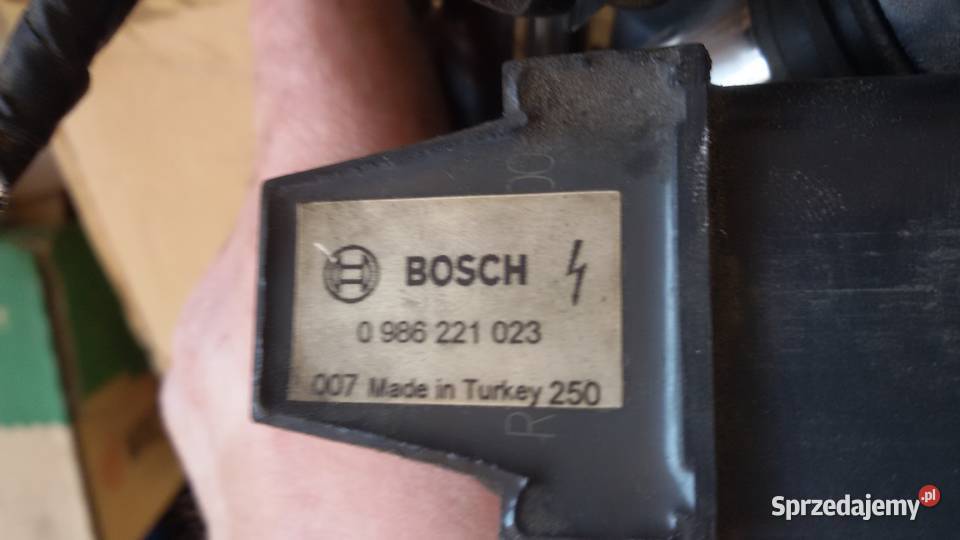 BOSCH
0 986 221 023
007 Made in Turkey 250
R
Sprzedajemy.pl